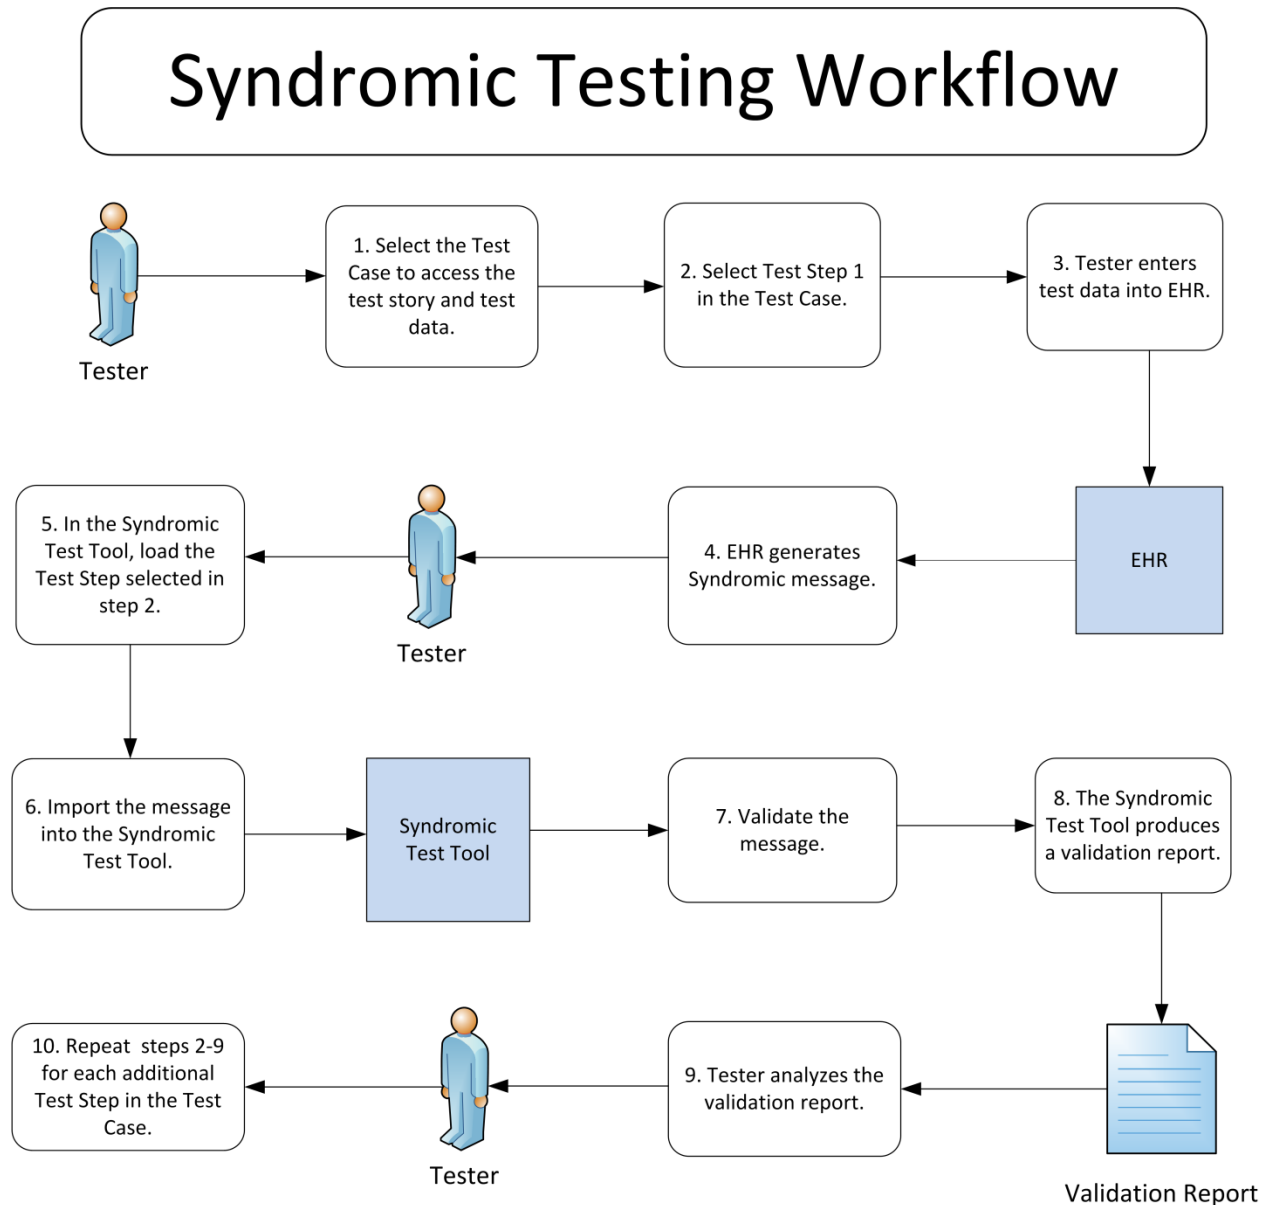 Syndromic Testing Workflow
1. Select the Test
Case to access the
test story and test
data.
2. Select Test Step 1
in the Test Case.
3. Tester enters
test data into EHR.
Tester
5. In the Syndromic
Test Tool, load the
Test Step selected in
step 2.
Tester
4. EHR generates
Syndromic message.
EHR
6. Import the message
into the Syndromic
Test Tool.
Syndromic
Test Tool
7. Validate the
message.
8. The Syndromic
Test Tool produces
a validation report.
10. Repeat steps 2-9
for each additional
Test Step in the Test
Case.
Tester
9. Tester analyzes the
validation report.
Validation Report